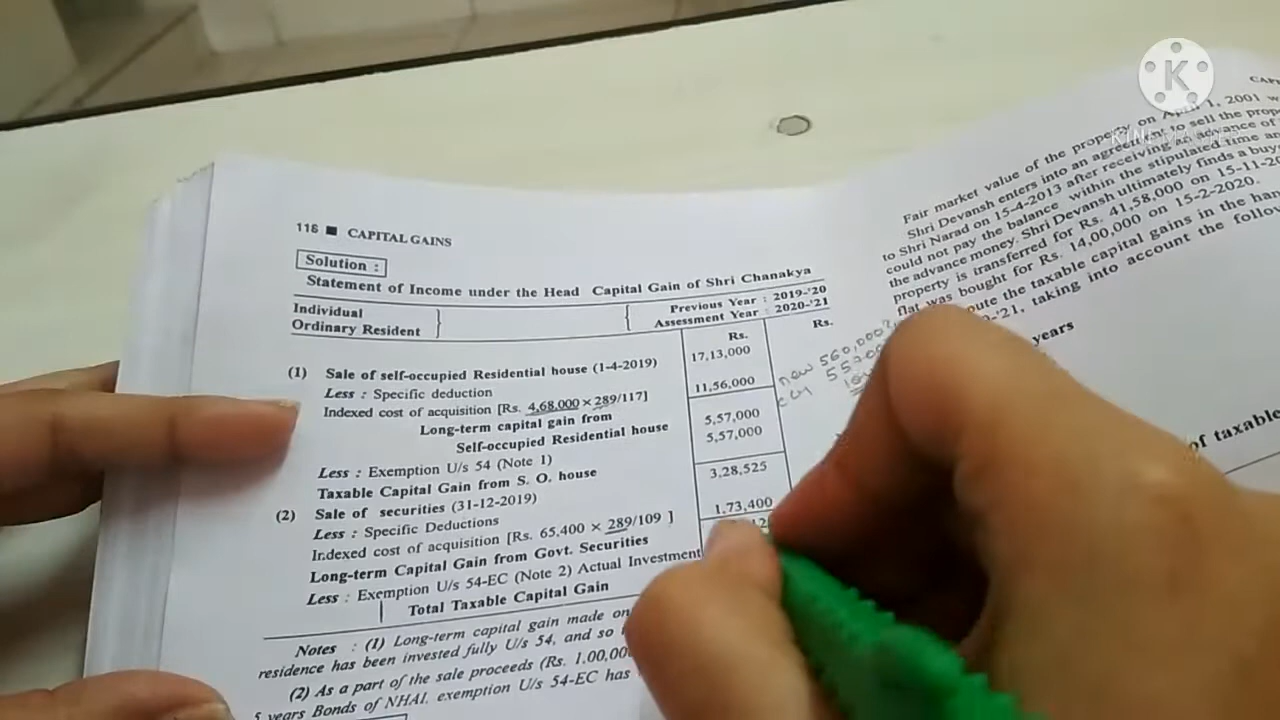 118 ■ CAPITAL GAINS
Solution :
Statement of Income under the Head Capital Gain of Shri Chanakya
Individual
Ordinary Resident
Previous Year : 2019-'20
Assessment Year : 2020-'21
Rs.
Rs.
(1) Sale of self-occupied Residential house (1-4-2019) 17,13,000
Less : Specific deduction
Indexed cost of acquisition [Rs. 4,68,000 × 289/117] 11,56,000
Long-term capital gain from
Self-occupied Residential house 5,57,000
Less : Exemption U/s 54 (Note 1) 5,57,000
Taxable Capital Gain from S. O. house
(2) Sale of securities (31-12-2019) 3,28,525
Less : Specific Deductions
Indexed cost of acquisition [Rs. 65,400 × 289/109 ] 1,73,400
Long-term Capital Gain from Govt. Securities
Less : Exemption U/s 54-EC (Note 2) Actual Investment
Total Taxable Capital Gain
Notes : (1) Long-term capital gain made on
residence has been invested fully U/s 54, and so
(2) As a part of the sale proceeds (Rs. 1,00,00
5 years Bonds of NHAI, exemption U/s 54-EC has
new 560,000
K
Fair market value of the property on April 1, 2001
Shri Devansh enters into an agreement to sell the
to Shri Narad on 15-4-2013 after receiving an advance of
could not pay the balance within the stipulated time
the advance money. Shri Devansh ultimately finds a
property is transferred for Rs. 41,58,000 on 15-11-
flat was bought for Rs. 14,00,000 on 15-2-2020.
the taxable capital gains in the
-'21, taking into account the
years
of